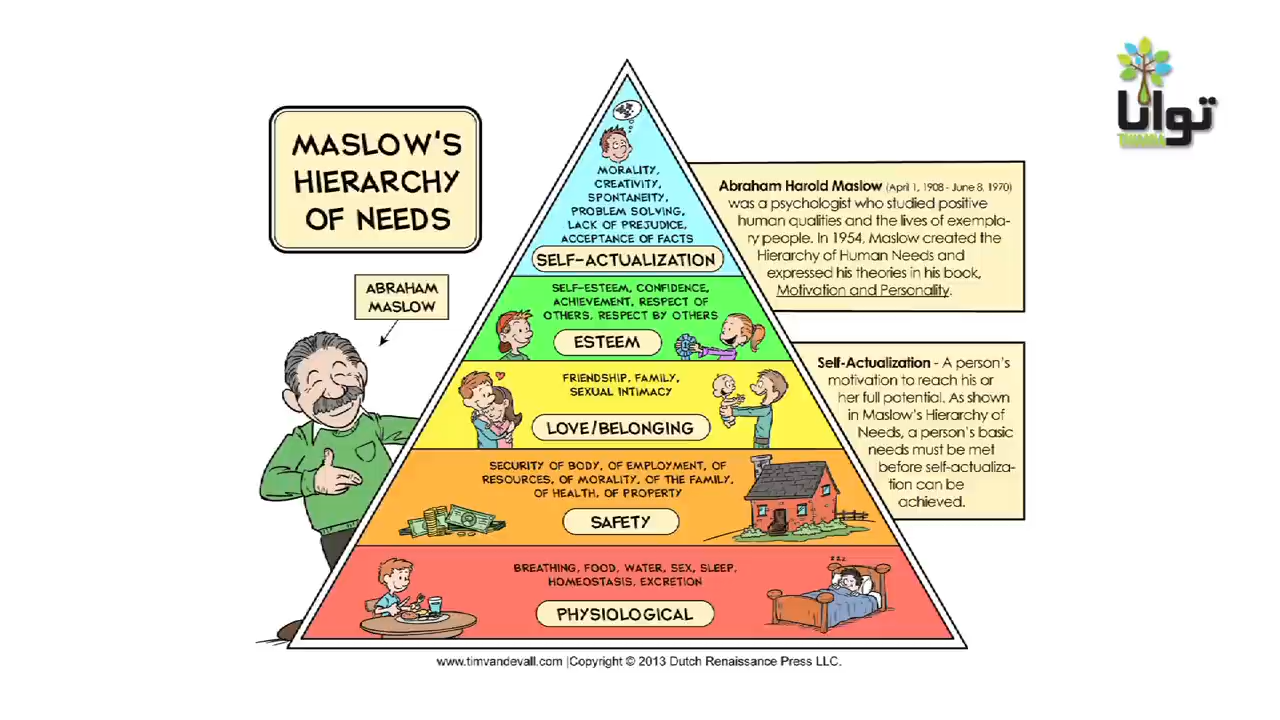 MASLOW'S
HIERARCHY
OF NEEDS
ABRAHAM
MASLOW
MORALITY,
CREATIVITY,
SPONTANEITY,
PROBLEM SOLVING,
LACK OF PREJUDICE,
ACCEPTANCE OF FACTS
SELF-ACTUALIZATION
SELF-ESTEEM, CONFIDENCE,
ACHIEVEMENT, RESPECT OF
OTHERS, RESPECT BY OTHERS
ESTEEM
FRIENDSHIP, FAMILY,
SEXUAL INTIMACY
LOVE/BELONGING
SECURITY OF BODY, OF EMPLOYMENT, OF
RESOURCES, OF MORALITY, OF THE FAMILY,
OF HEALTH, OF PROPERTY
SAFETY
BREATHING, FOOD, WATER, SEX, SLEEP,
HOMEOSTASIS, EXCRETION
PHYSIOLOGICAL
zzz
Abraham Harold Maslow (April 1, 1908 - June 8, 1970)
was a psychologist who studied positive
human qualities and the lives of exempla-
ry people. In 1954, Maslow created the
Hierarchy of Human Needs and
expressed his theories in his book,
Motivation and Personality.
Self-Actualization - A person's
motivation to reach his or
her full potential. As shown
in Maslow's Hierarchy of
Needs, a person's basic
needs must be met
before self-actualiza-
tion can be
achieved.
www.timvandevall.com |Copyright © 2013 Dutch Renaissance Press LLC.
توانا
TAVAANA